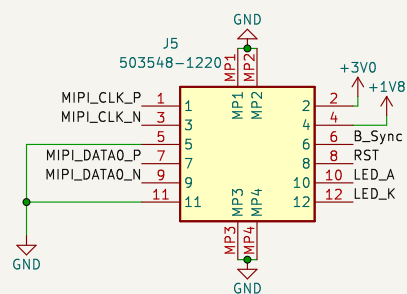 GND
J5
503548-1220
MP1
MP2
+3V0
+1V8
MIPI_CLK_P 1 1 MP1 MP2 2 2
MIPI_CLK_N 3 3 4 4
5 5 6 6 B_Sync
MIPI_DATA0_P 7 7 8 8 RST
MIPI_DATA0_N 9 9 10 10 LED_A
11 11 MP3 MP4 12 12 LED_K
MP3
MP4
GND
GND